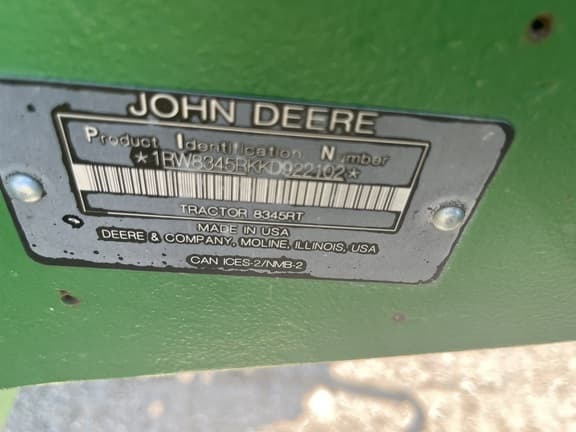 JOHN DEERE
Product Identification Number
*1RW8345RKKD922102*
TRACTOR 8345RT
MADE IN USA
DEERE & COMPANY, MOLINE, ILLINOIS, USA
CAN ICES-2/NMB-2